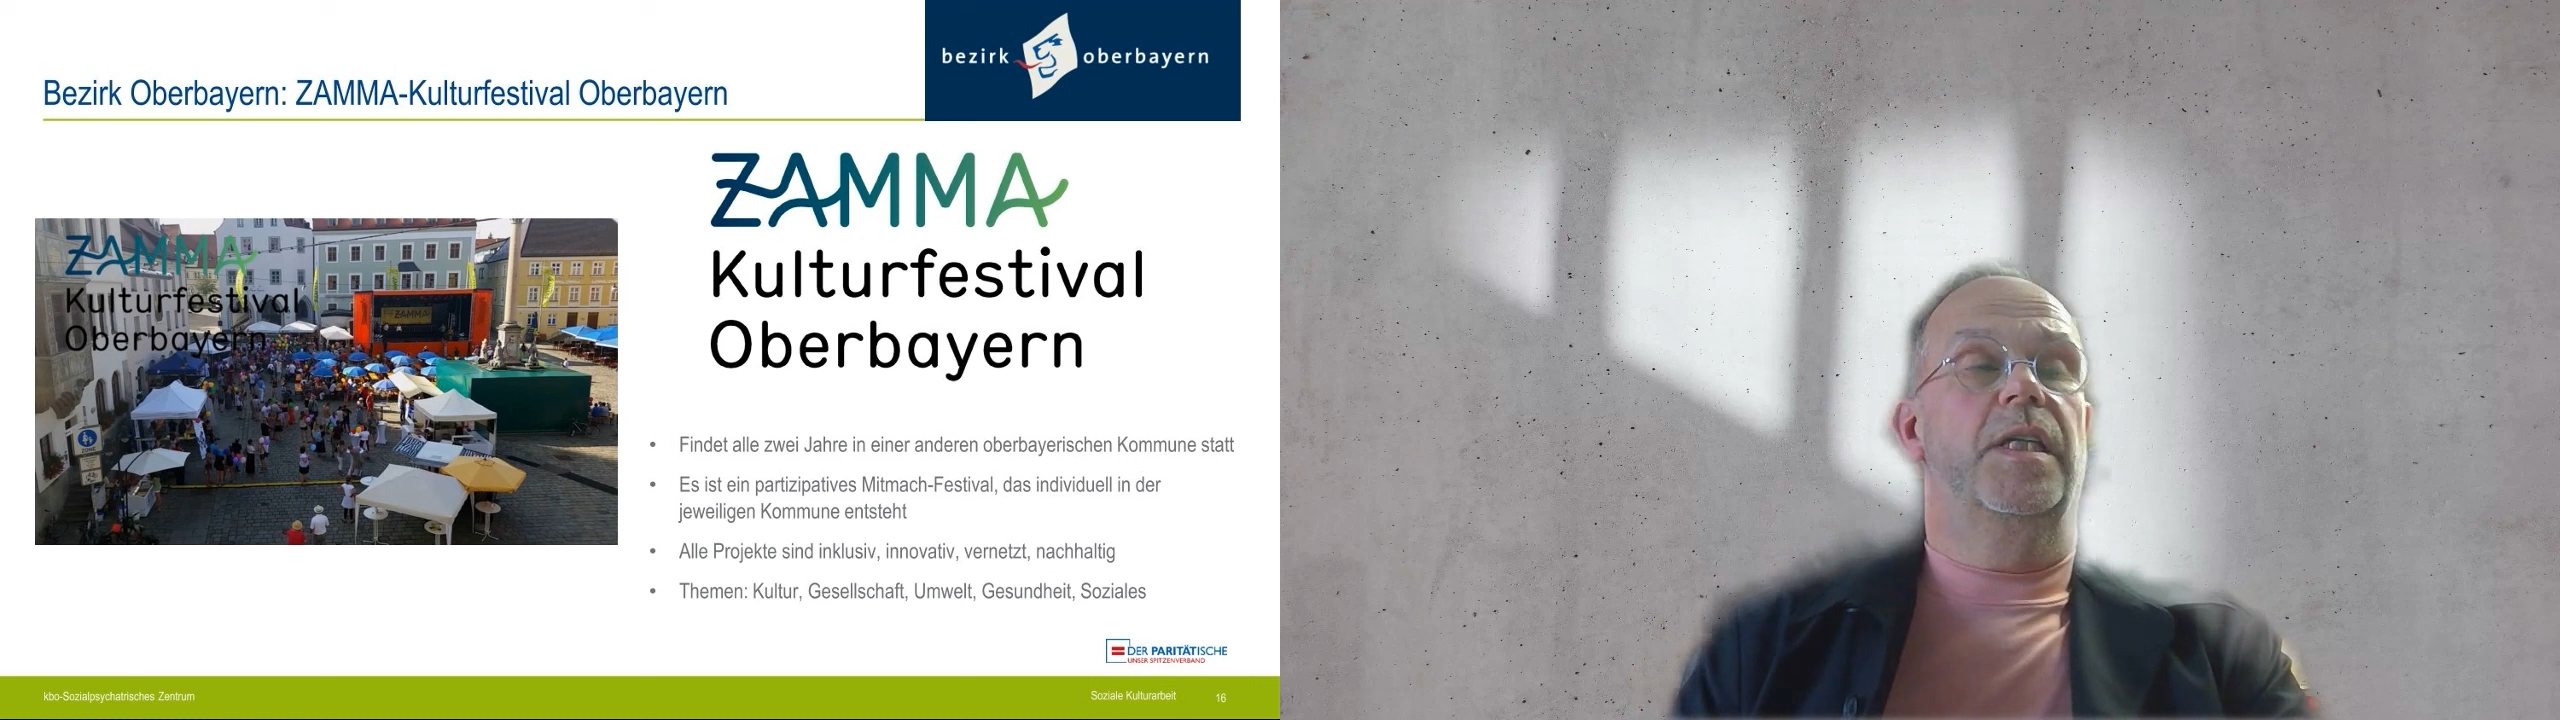 bezirk oberbayern
Bezirk Oberbayern: ZAMMA-Kulturfestival Oberbayern
ZAMMA
Kulturfestival
Oberbayern
ZAMMA
Kulturfestival
Oberbayern
ZAMMA
ZONE
• Findet alle zwei Jahre in einer anderen oberbayerischen Kommune statt
• Es ist ein partizipatives Mitmach-Festival, das individuell in der
jeweiligen Kommune entsteht
• Alle Projekte sind inklusiv, innovativ, vernetzt, nachhaltig
• Themen: Kultur, Gesellschaft, Umwelt, Gesundheit, Soziales
DER PARITÄTISCHE
UNSER SPITZENVERBAND
kbo-Sozialpsychatrisches Zentrum
Soziale Kulturarbeit 16